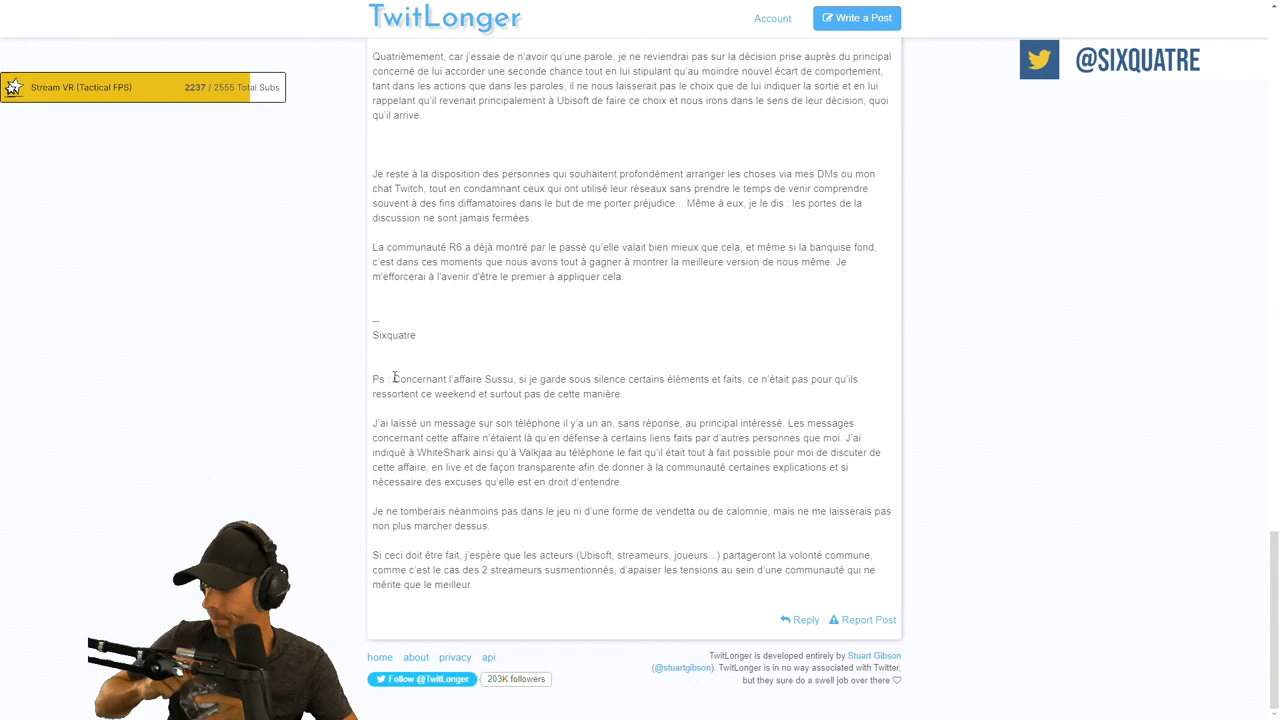 TwitLonger
Account
Write a Post
@SIXQUATRE
Stream VR (Tactical FPS)
2237 / 2555 Total Subs
Quatrièmement, car j'essaie de n'avoir qu'une parole, je ne reviendrai pas sur la décision prise auprès du principal
concerné de lui accorder une seconde chance tout en lui stipulant qu'au moindre nouvel écart de comportement,
tant dans les actions que dans les paroles, il ne nous laisserait pas le choix que de lui indiquer la sortie et en lui
rappelant qu'il revenait principalement à Ubisoft de faire ce choix et nous irons dans le sens de leur décision, quoi
qu'il arrive.
Je reste à la disposition des personnes qui souhaitent profondément arranger les choses via mes DMs ou mon
chat Twitch, tout en condamnant ceux qui ont utilisé leur réseaux sans prendre le temps de venir comprendre
souvent à des fins diffamatoires dans le but de me porter préjudice... Même à eux, je le dis : les portes de la
discussion ne sont jamais fermées.
La communauté R6 a déjà montré par le passé qu'elle valait bien mieux que cela, et même si la banquise fond,
c'est dans ces moments que nous avons tout à gagner à montrer la meilleure version de nous même. Je
m'efforcerai à l'avenir d'être le premier à appliquer cela.
--
Sixquatre
Ps : Concernant l'affaire Sussu, si je garde sous silence certains éléments et faits, ce n'était pas pour qu'ils
ressortent ce weekend et surtout pas de cette manière.
J'ai laissé un message sur son téléphone il y'a un an, sans réponse, au principal intéressé. Les messages
concernant cette affaire n'étaient là qu'en défense à certains liens faits par d'autres personnes que moi. J'ai
indiqué à WhiteShark ainsi qu'à Valkjaa au téléphone le fait qu'il était tout à fait possible pour moi de discuter de
cette affaire, en live et de façon transparente afin de donner à la communauté certaines explications et si
nécessaire des excuses qu'elle est en droit d'entendre.
Je ne tomberais néanmoins pas dans le jeu ni d'une forme de vendetta ou de calomnie, mais ne me laisserais pas
non plus marcher dessus.
Si ceci doit être fait, j'espère que les acteurs (Ubisoft, streameurs, joueurs...) partageront la volonté commune,
comme c'est le cas des 2 streameurs susmentionnés, d'apaiser les tensions au sein d'une communauté qui ne
mérite que le meilleur.
Reply · Report Post
home about privacy api
Follow @TwitLonger 203K followers
TwitLonger is developed entirely by Stuart Gibson
(@stuartgibson). TwitLonger is in no way associated with Twitter,
but they sure do a swell job over there